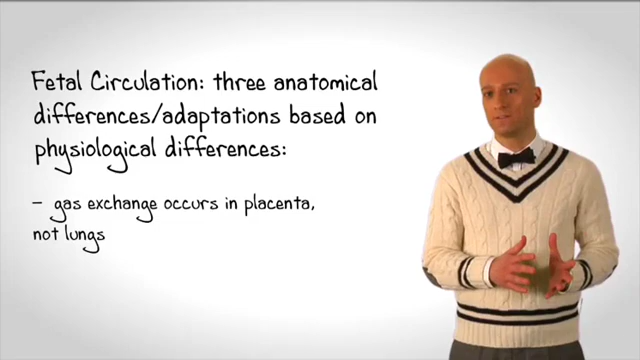 Fetal Circulation: three anatomical
differences/adaptations based on
physiological differences:
- gas exchange occurs in placenta,
not lungs